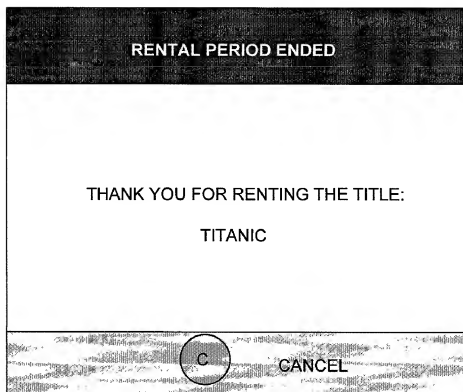 RENTAL PERIOD ENDED
THANK YOU FOR RENTING THE TITLE:
TITANIC
C CANCEL